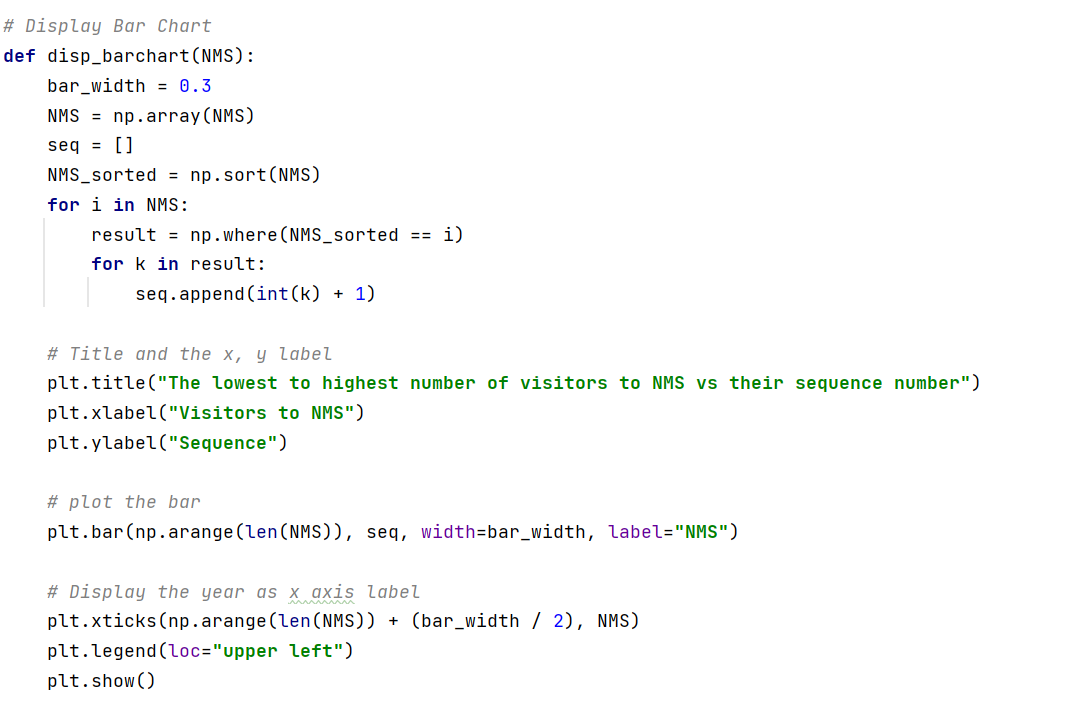 # Display Bar Chart
def disp_barchart(NMS):
    bar_width = 0.3
    NMS = np.array(NMS)
    seq = []
    NMS_sorted = np.sort(NMS)
    for i in NMS:
        result = np.where(NMS_sorted == i)
        for k in result:
            seq.append(int(k) + 1)

    # Title and the x, y label
    plt.title("The lowest to highest number of visitors to NMS vs their sequence number")
    plt.xlabel("Visitors to NMS")
    plt.ylabel("Sequence")

    # plot the bar
    plt.bar(np.arange(len(NMS)), seq, width=bar_width, label="NMS")

    # Display the year as x axis label
    plt.xticks(np.arange(len(NMS)) + (bar_width / 2), NMS)
    plt.legend(loc="upper left")
    plt.show()